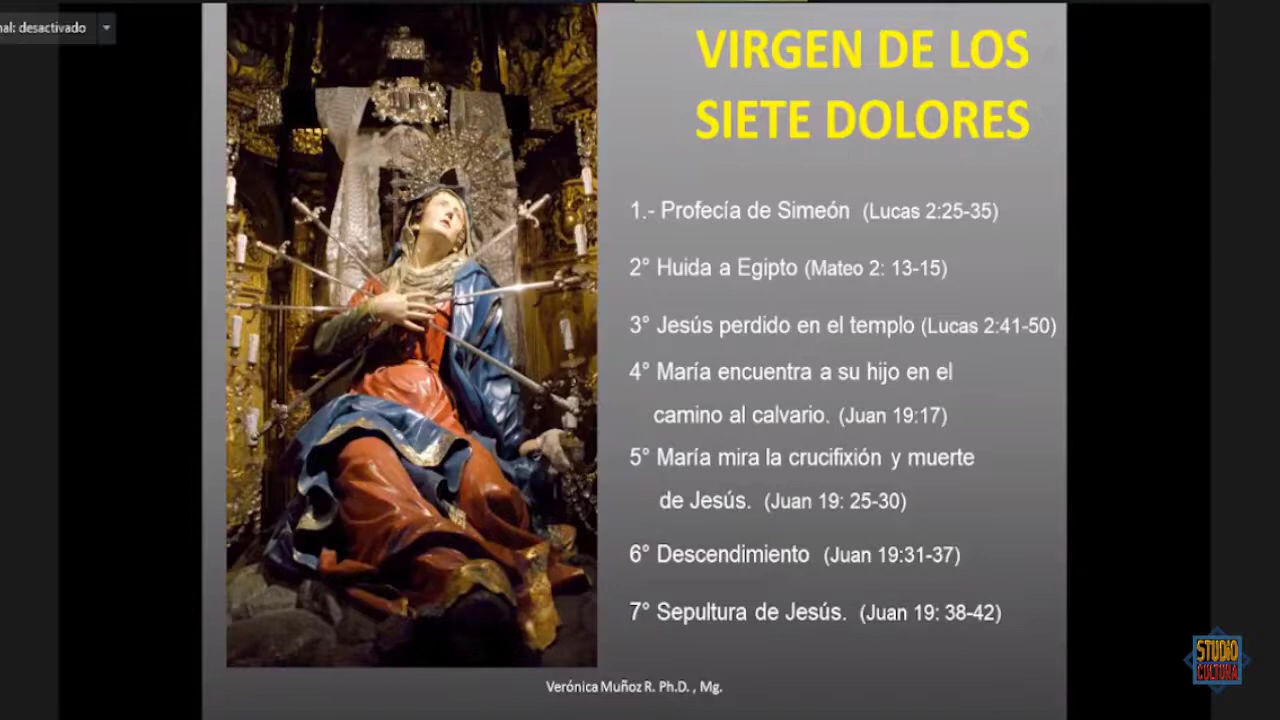 nal: desactivado
VIRGEN DE LOS
SIETE DOLORES
1.- Profecía de Simeón (Lucas 2:25-35)
2° Huida a Egipto (Mateo 2: 13-15)
3° Jesús perdido en el templo (Lucas 2:41-50)
4° María encuentra a su hijo en el
camino al calvario. (Juan 19:17)
5° María mira la crucifixión y muerte
de Jesús. (Juan 19: 25-30)
6° Descendimiento (Juan 19:31-37)
7° Sepultura de Jesús. (Juan 19: 38-42)
Verónica Muñoz R. Ph.D. , Mg.
STUDIO
CULTURA